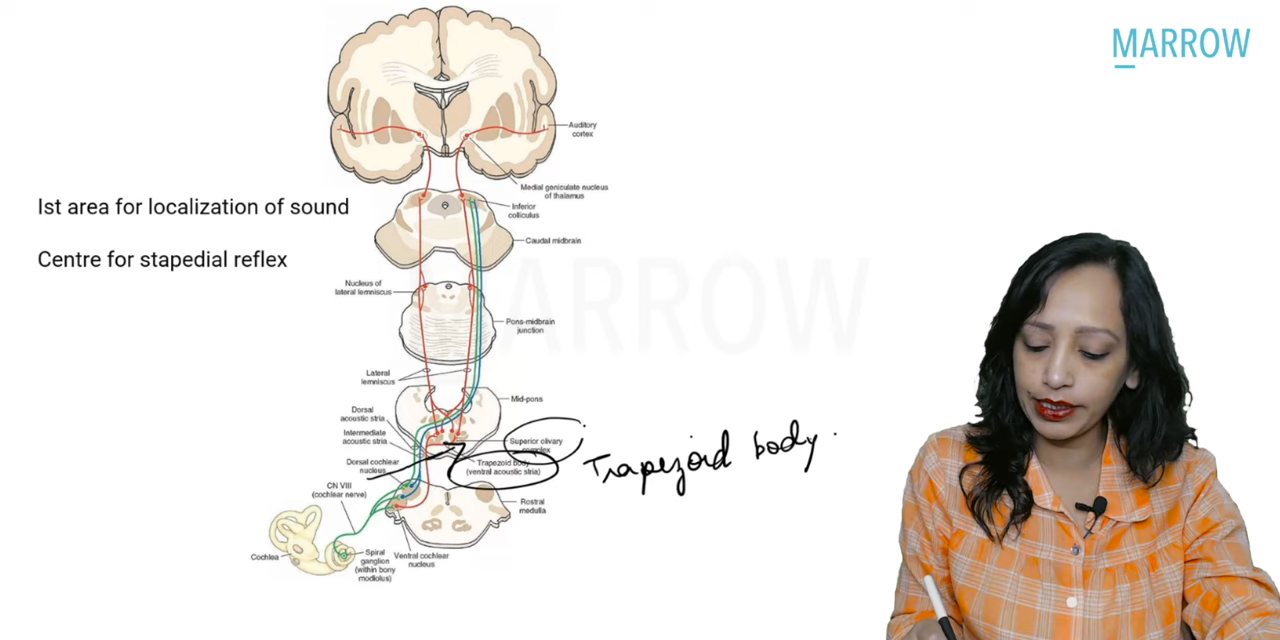 MARROW
Auditory
cortex
Medial geniculate nucleus
of thalamus
Ist area for localization of sound
Inferior
colliculus
Caudal midbrain
Centre for stapedial reflex
Nucleus of
lateral lemniscus
MARROW
Pons-midbrain
junction
Lateral
lemniscus
Mid-pons
Dorsal
acoustic stria
Intermediate
acoustic stria
Superior olivary
complex
Trapezoid body.
Dorsal cochlear
nucleus
Trapezoid body
(ventral acoustic stria)
CN VIII
(cochlear nerve)
Rostral
medulla
Cochlea
Spiral
ganglion
(within bony
modiolus)
Ventral cochlear
nucleus